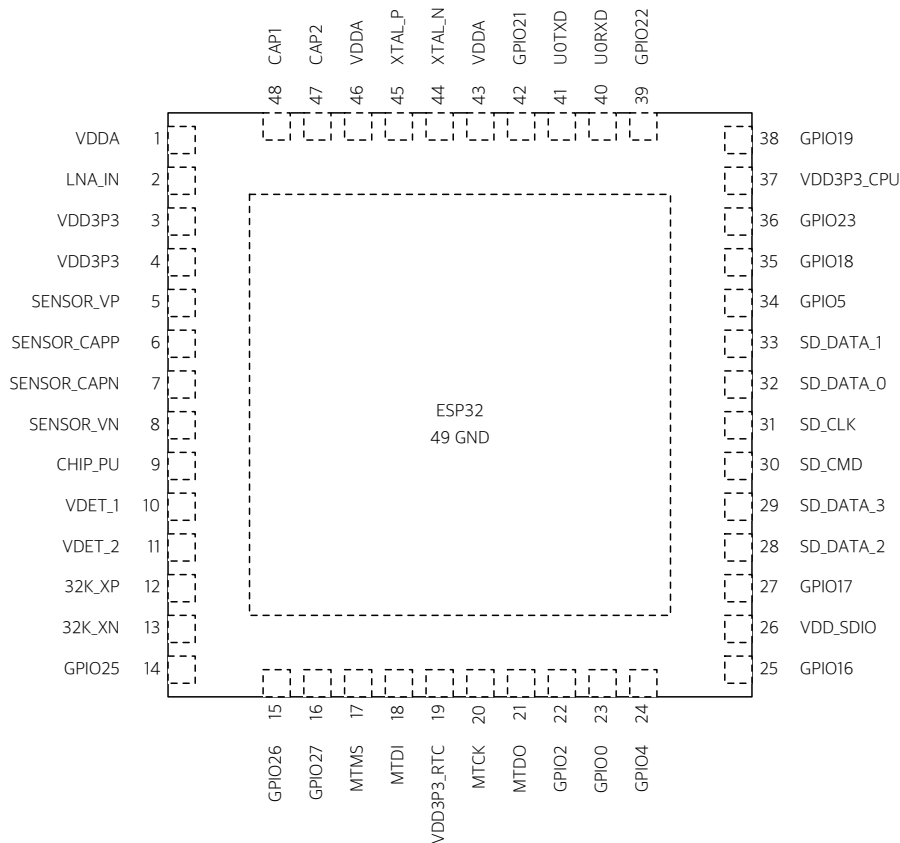 CAP1
CAP2
VDDA
XTAL_P
XTAL_N
VDDA
GPIO21
U0TXD
U0RXD
GPIO22
48
47
46
45
44
43
42
41
40
39
VDDA 1
LNA_IN 2
VDD3P3 3
VDD3P3 4
SENSOR_VP 5
SENSOR_CAPP 6
SENSOR_CAPN 7
SENSOR_VN 8
CHIP_PU 9
VDET_1 10
VDET_2 11
32K_XP 12
32K_XN 13
GPIO25 14
ESP32
49 GND
38 GPIO19
37 VDD3P3_CPU
36 GPIO23
35 GPIO18
34 GPIO5
33 SD_DATA_1
32 SD_DATA_0
31 SD_CLK
30 SD_CMD
29 SD_DATA_3
28 SD_DATA_2
27 GPIO17
26 VDD_SDIO
25 GPIO16
15
16
17
18
19
20
21
22
23
24
GPIO26
GPIO27
MTMS
MTDI
VDD3P3_RTC
MTCK
MTDO
GPIO2
GPIO0
GPIO4